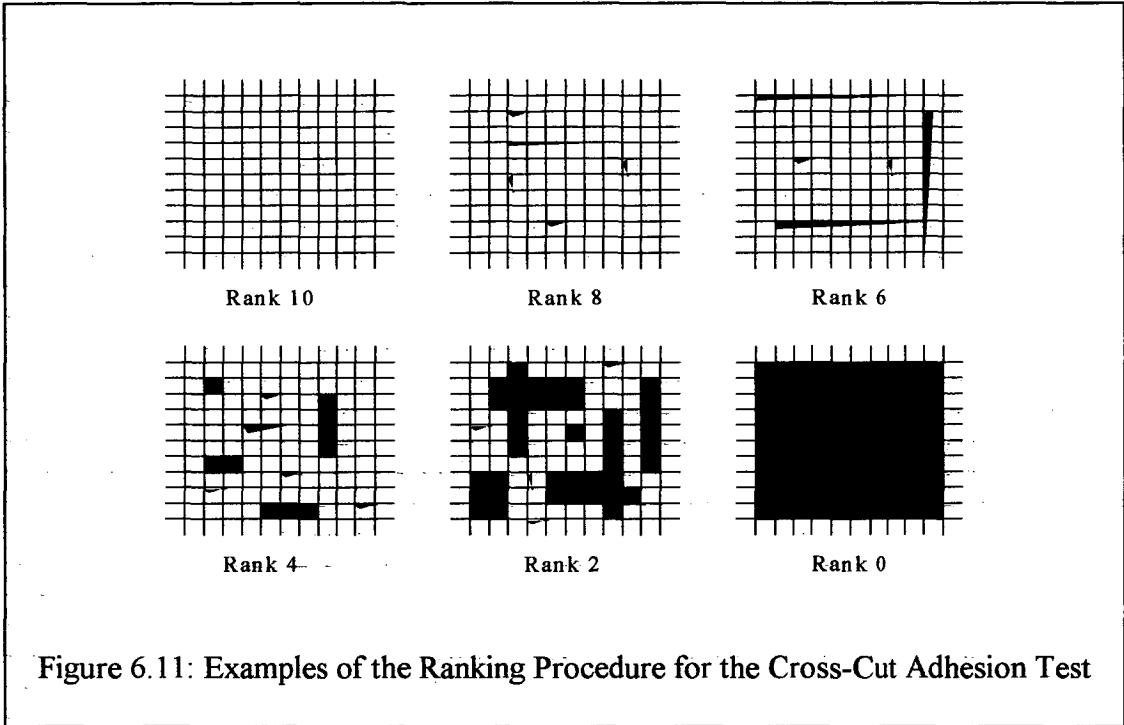 Rank 10
Rank 8
Rank 6
Rank 4
Rank 2
Rank 0
Figure 6.11: Examples of the Ranking Procedure for the Cross-Cut Adhesion Test